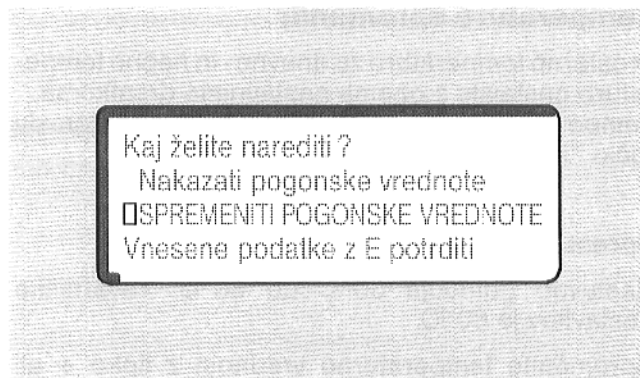 Kaj želite narediti ?
Nakazati pogonske vrednote
SPREMENITI POGONSKE VREDNOTE
Vnesene podatke z E potrditi